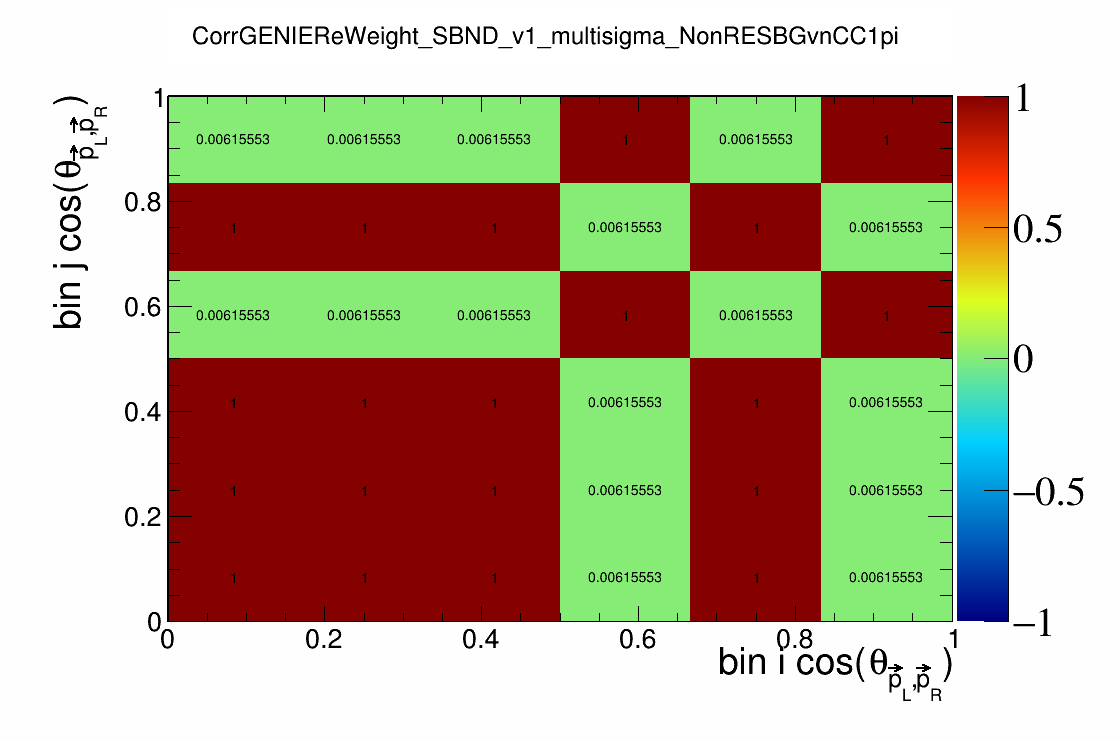 CorrGENIEReWeight_SBND_v1_multisigma_NonRESBGvnCC1pi
bin j cos(θ p⃗_L,p⃗_R)
1
0.8
0.6
0.4
0.2
0
0.00615553 0.00615553 0.00615553 1 0.00615553 1
1 1 1 0.00615553 1 0.00615553
0.00615553 0.00615553 0.00615553 1 0.00615553 1
1 1 1 0.00615553 1 0.00615553
1 1 1 0.00615553 1 0.00615553
1 1 1 0.00615553 1 0.00615553
1
0.5
0
−0.5
−1
0 0.2 0.4 0.6 0.8 1
bin i cos(θ p⃗_L,p⃗_R)